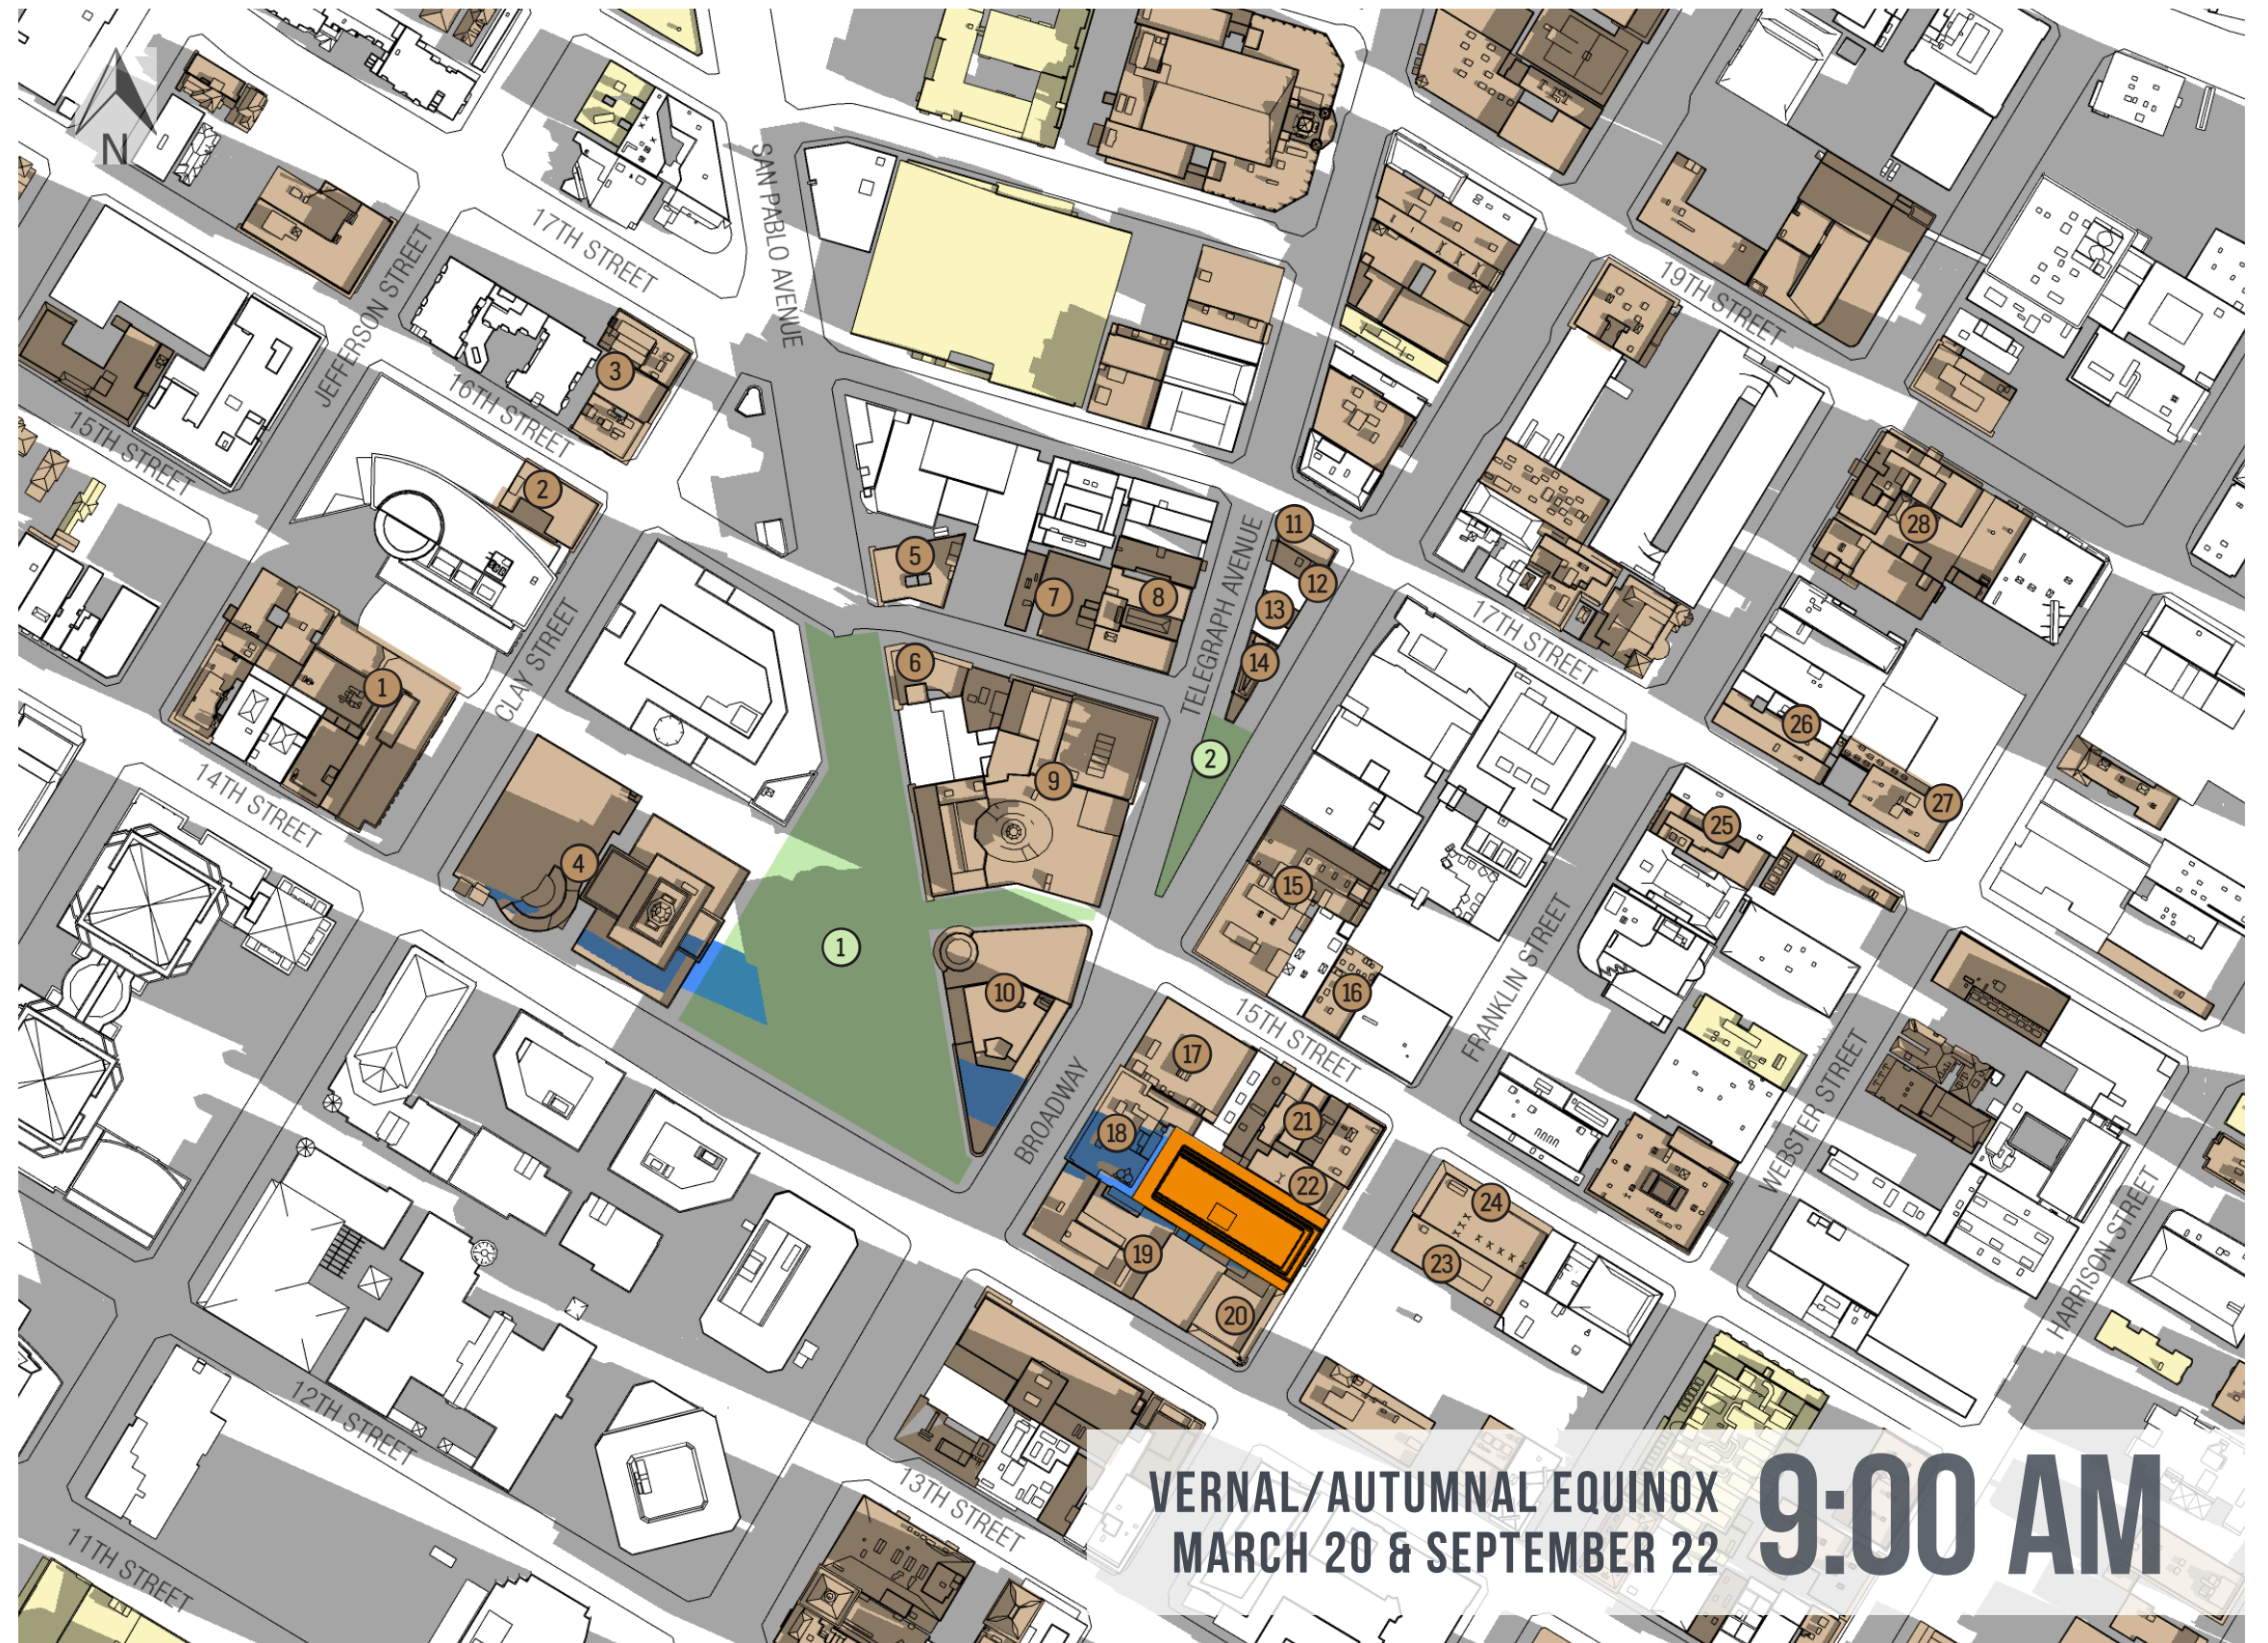 N
SAN PABLO AVENUE
17TH STREET
JEFFERSON STREET
19TH STREET
3
16TH STREET
15TH STREET
2
28
11
TELEGRAPH AVENUE
5
12
7
8
13
17TH STREET
CLAY STREET
6
14
1
26
2
9
14TH STREET
27
25
4
15
1
FRANKLIN STREET
10
16
15TH STREET
17
BROADWAY
WEBSTER STREET
21
18
22
24
HARRISON STREET
19
23
20
12TH STREET
13TH STREET
11TH STREET
VERNAL/AUTUMNAL EQUINOX
MARCH 20 & SEPTEMBER 22
9:00 AM